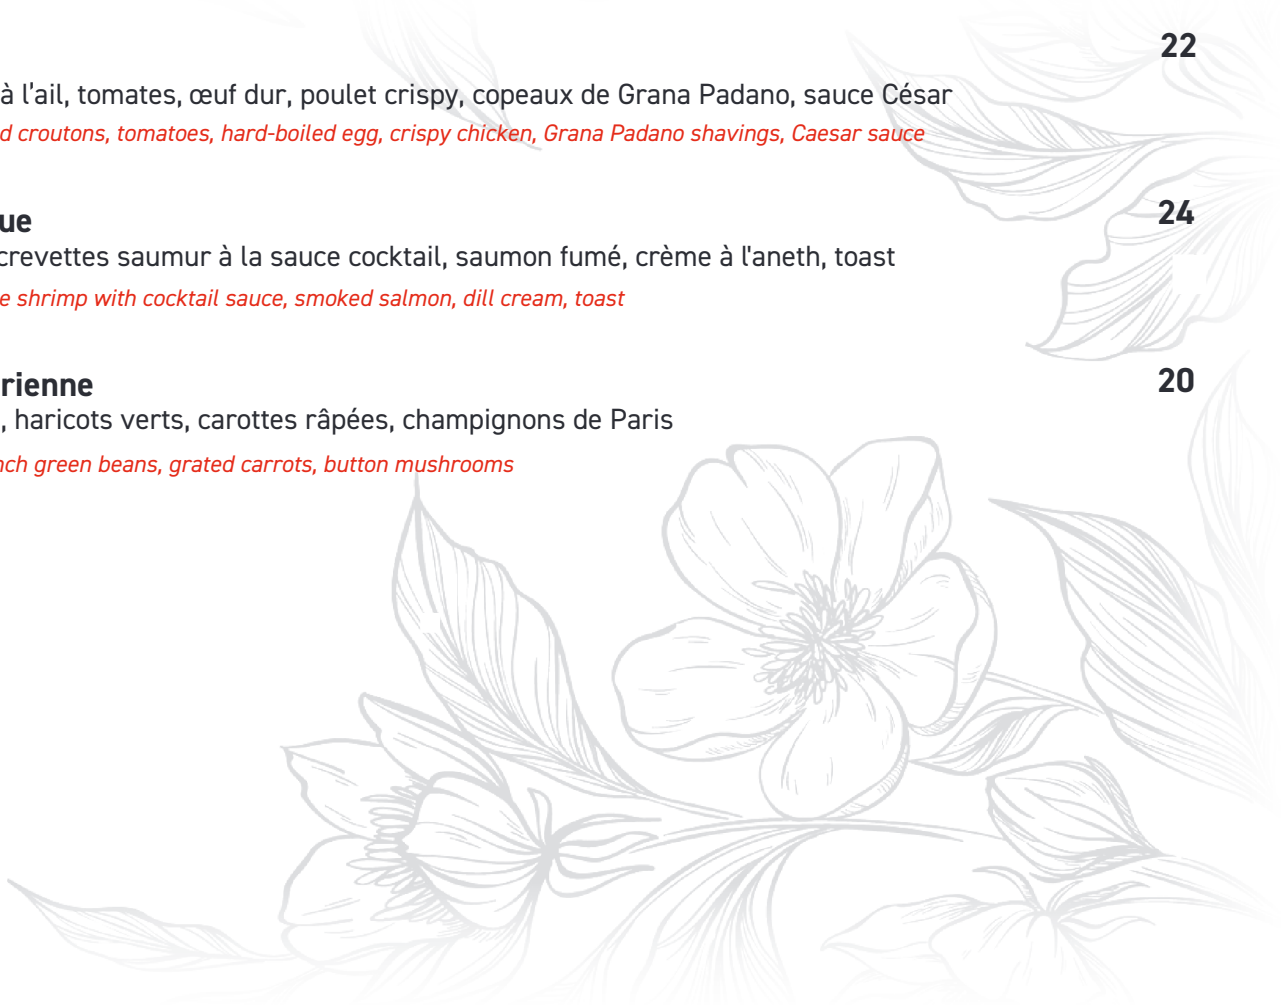 22
à l’ail, tomates, œuf dur, poulet crispy, copeaux de Grana Padano, sauce César
d croutons, tomatoes, hard-boiled egg, crispy chicken, Grana Padano shavings, Caesar sauce
ue 24
crevettes saumur à la sauce cocktail, saumon fumé, crème à l'aneth, toast
e shrimp with cocktail sauce, smoked salmon, dill cream, toast
rienne 20
, haricots verts, carottes râpées, champignons de Paris
nch green beans, grated carrots, button mushrooms